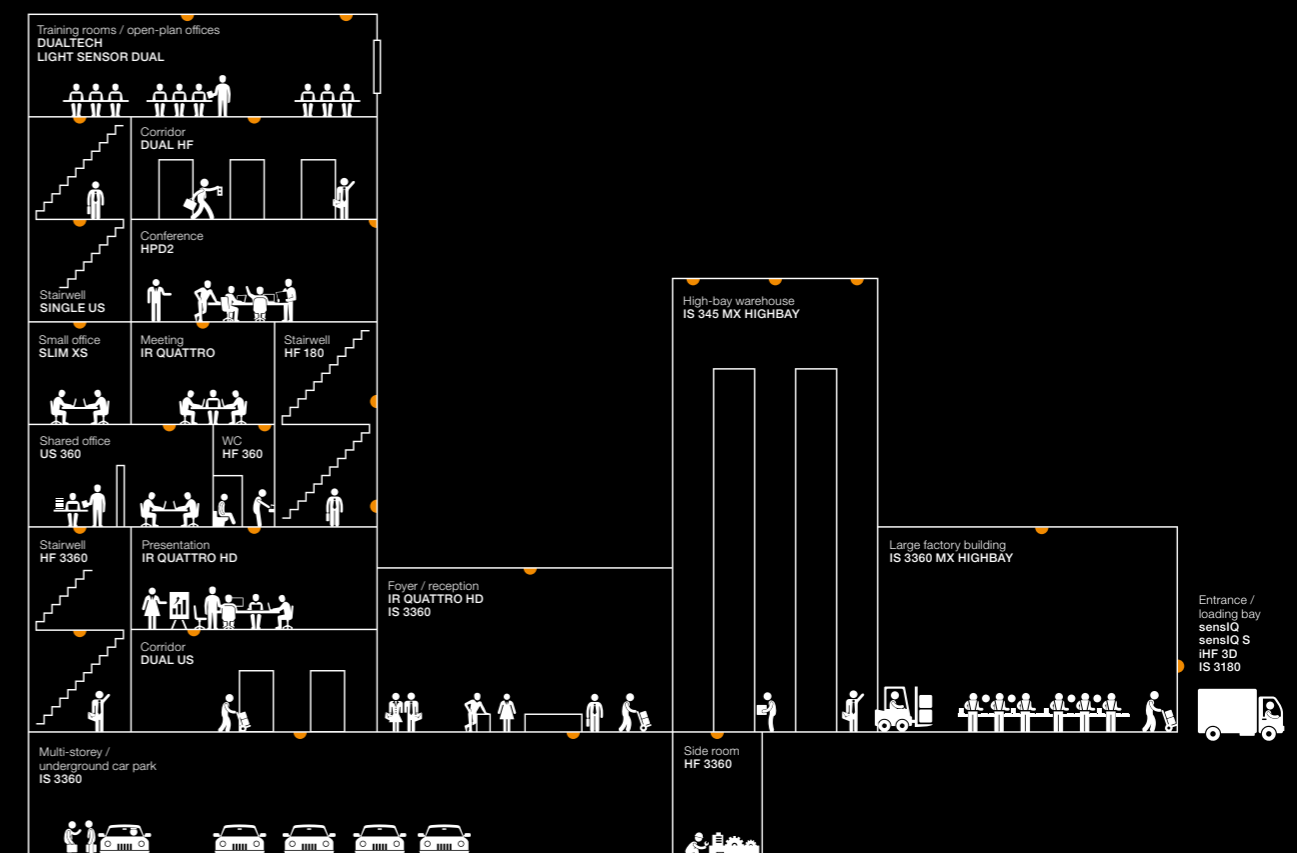 Training rooms / open-plan offices
DUALTECH
LIGHT SENSOR DUAL
Corridor
DUAL HF
Conference
HPD2
Stairwell
SINGLE US
Small office
SLIM XS
Meeting
IR QUATTRO
Stairwell
HF 180
Shared office
US 360
WC
HF 360
Stairwell
HF 3360
Presentation
IR QUATTRO HD
Corridor
DUAL US
Foyer / reception
IR QUATTRO HD
IS 3360
High-bay warehouse
IS 345 MX HIGHBAY
Large factory building
IS 3360 MX HIGHBAY
Entrance /
loading bay
sensIQ
sensIQ S
iHF 3D
IS 3180
Multi-storey /
underground car park
IS 3360
Side room
HF 3360